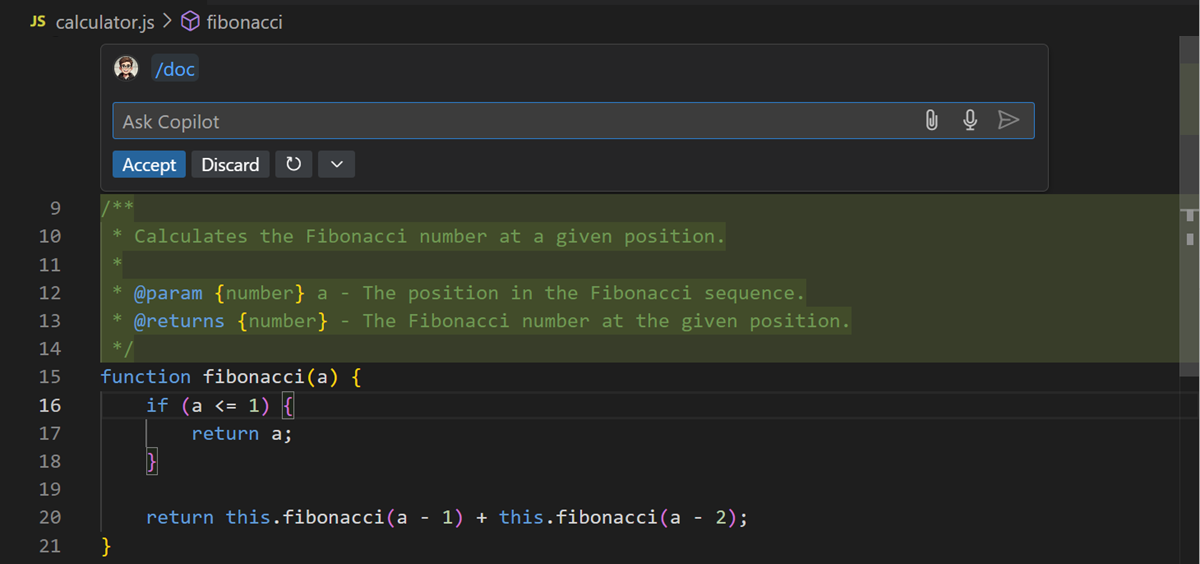 JS calculator.js > fibonacci
/doc
Ask Copilot
Accept Discard
9 /**
10  * Calculates the Fibonacci number at a given position.
11  *
12  * @param {number} a - The position in the Fibonacci sequence.
13  * @returns {number} - The Fibonacci number at the given position.
14  */
15 function fibonacci(a) {
16     if (a <= 1) {
17         return a;
18     }
19
20     return this.fibonacci(a - 1) + this.fibonacci(a - 2);
21 }